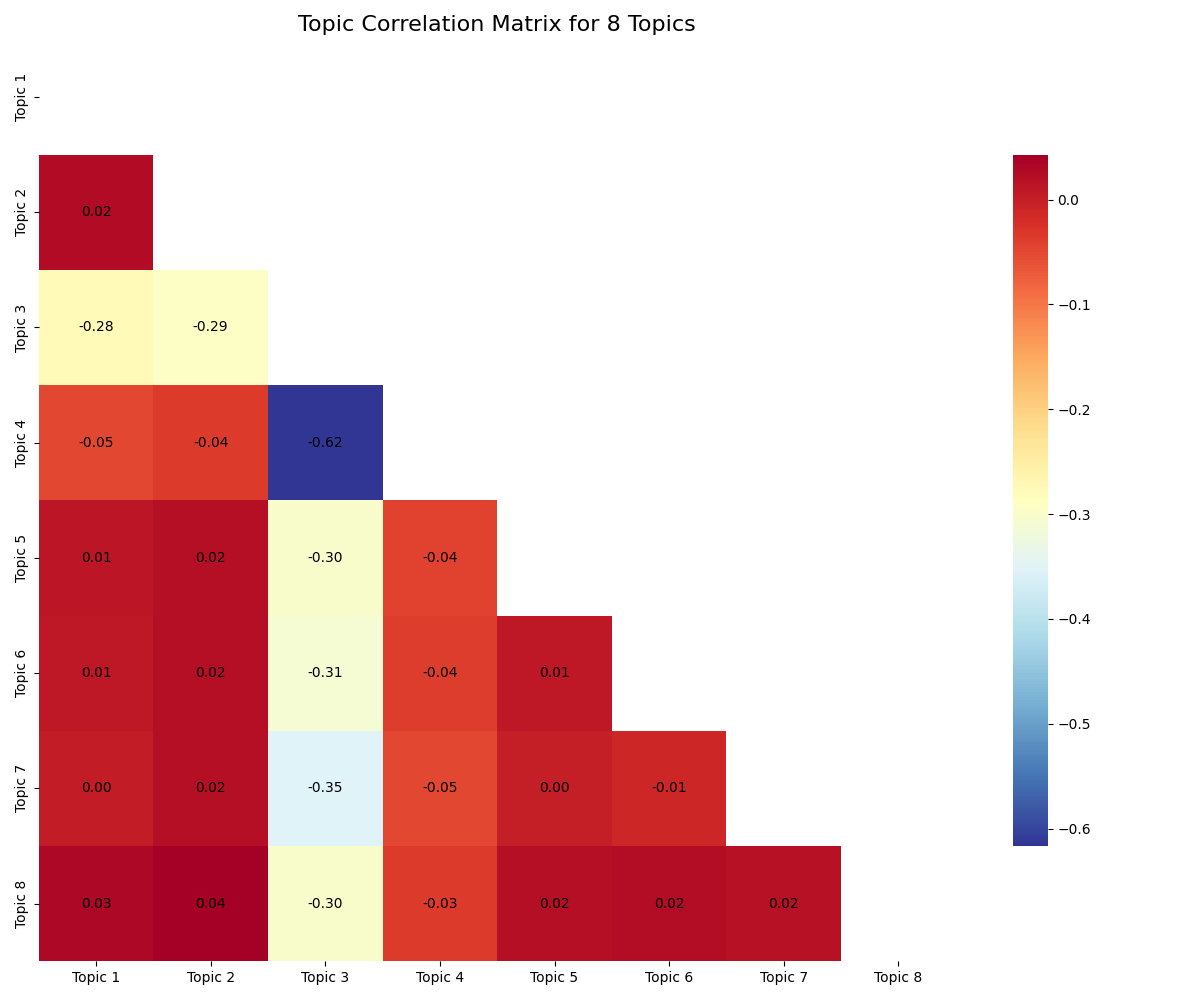 Topic Correlation Matrix for 8 Topics
Topic 1
Topic 2
0.02
Topic 3
-0.28 -0.29
Topic 4
-0.05 -0.04 -0.62
Topic 5
0.01 0.02 -0.30 -0.04
Topic 6
0.01 0.02 -0.31 -0.04 0.01
Topic 7
0.00 0.02 -0.35 -0.05 0.00 -0.01
Topic 8
0.03 0.04 -0.30 -0.03 0.02 0.02 0.02
Topic 1 Topic 2 Topic 3 Topic 4 Topic 5 Topic 6 Topic 7 Topic 8
0.0
−0.1
−0.2
−0.3
−0.4
−0.5
−0.6